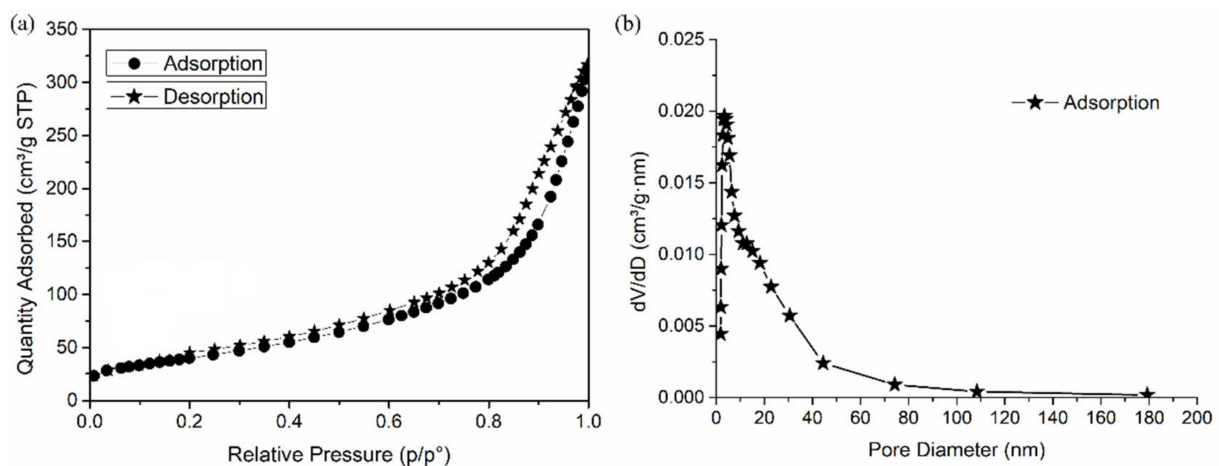 (a)
350
300
250
200
150
100
50
0
Quantity Adsorbed (cm³/g STP)
Adsorption
Desorption
0.0 0.2 0.4 0.6 0.8 1.0
Relative Pressure (p/p°)
(b)
0.025
0.020
0.015
0.010
0.005
0.000
dV/dD (cm³/g·nm)
Adsorption
0 20 40 60 80 100 120 140 160 180 200
Pore Diameter (nm)